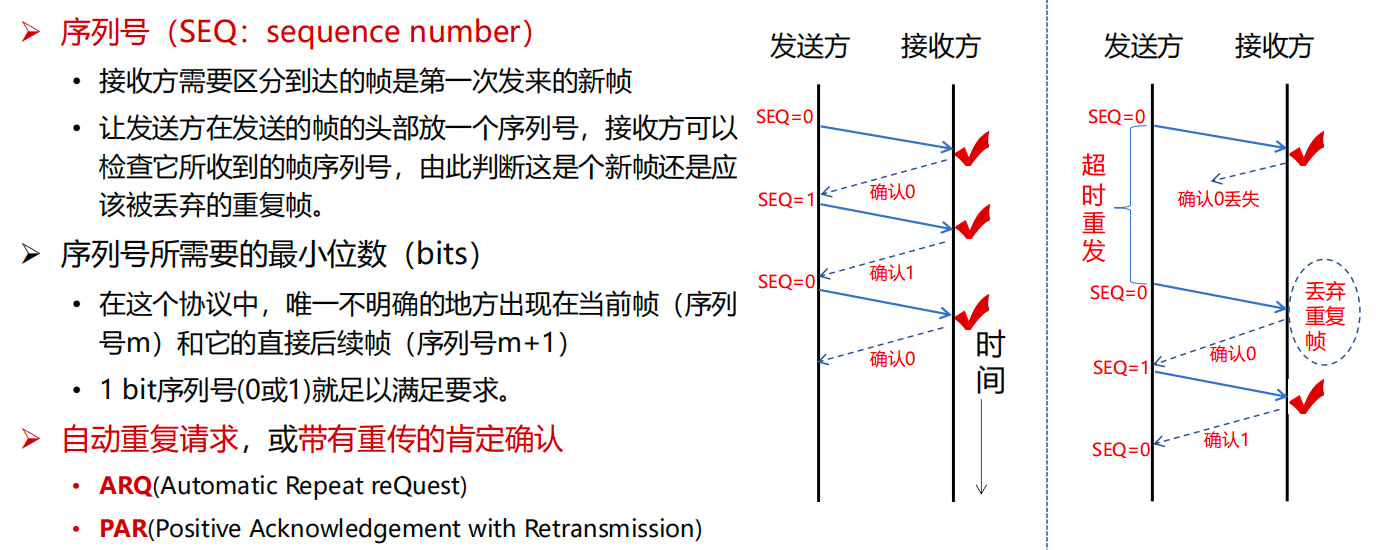 ➢ 序列号（SEQ：sequence number）
• 接收方需要区分到达的帧是第一次发来的新帧
• 让发送方在发送的帧的头部放一个序列号，接收方可以
检查它所收到的帧序列号，由此判断这是个新帧还是应
该被丢弃的重复帧。
➢ 序列号所需要的最小位数（bits）
• 在这个协议中，唯一不明确的地方出现在当前帧（序列
号m）和它的直接后续帧（序列号m+1）
• 1 bit序列号(0或1)就足以满足要求。
➢ 自动重复请求，或带有重传的肯定确认
• ARQ(Automatic Repeat reQuest)
• PAR(Positive Acknowledgement with Retransmission)
发送方 接收方
SEQ=0
确认0
SEQ=1
确认1
SEQ=0
确认0
时
间
发送方 接收方
SEQ=0
超
时
重
发
确认0丢失
SEQ=0
丢弃
重复
帧
确认0
SEQ=1
确认1
SEQ=0